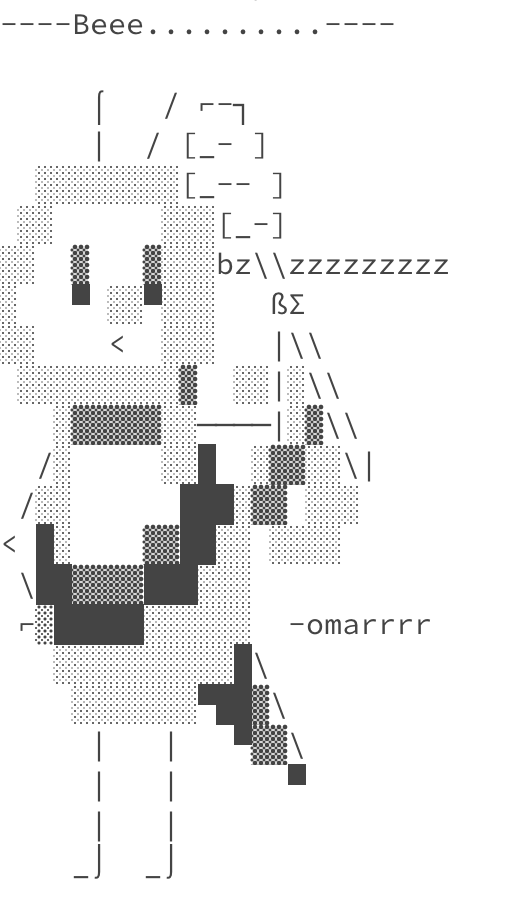 ----Beee..........----
bz\\zzzzzzzzz
ßΣ
-omarrrr